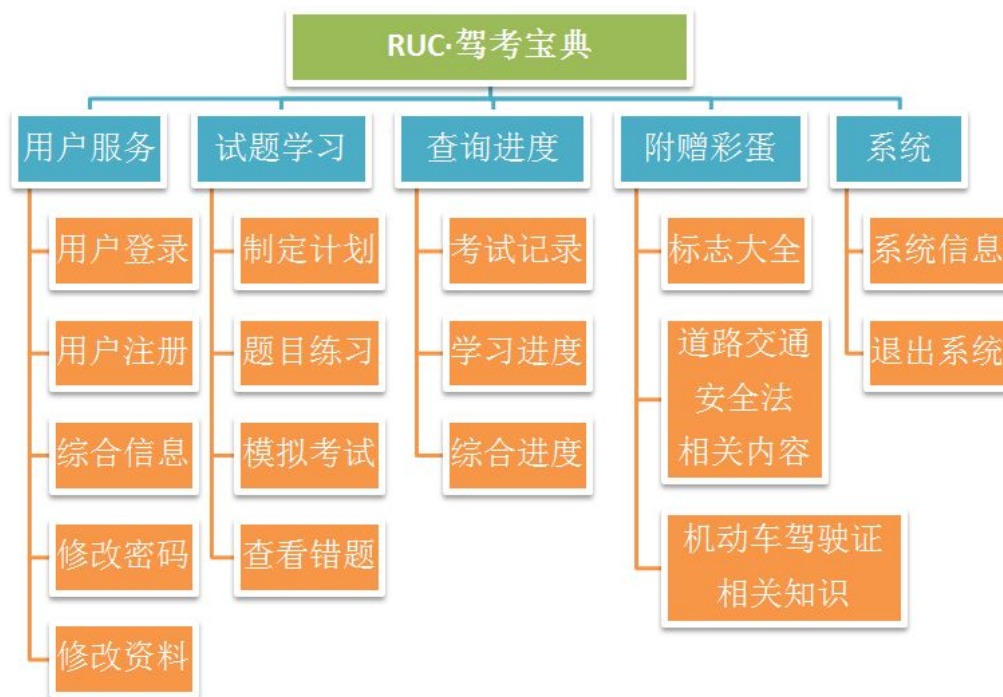 RUC·驾考宝典
用户服务
试题学习
查询进度
附赠彩蛋
系统
用户登录
用户注册
综合信息
修改密码
修改资料
制定计划
题目练习
模拟考试
查看错题
考试记录
学习进度
综合进度
标志大全
道路交通
安全法
相关内容
机动车驾驶证
相关知识
系统信息
退出系统